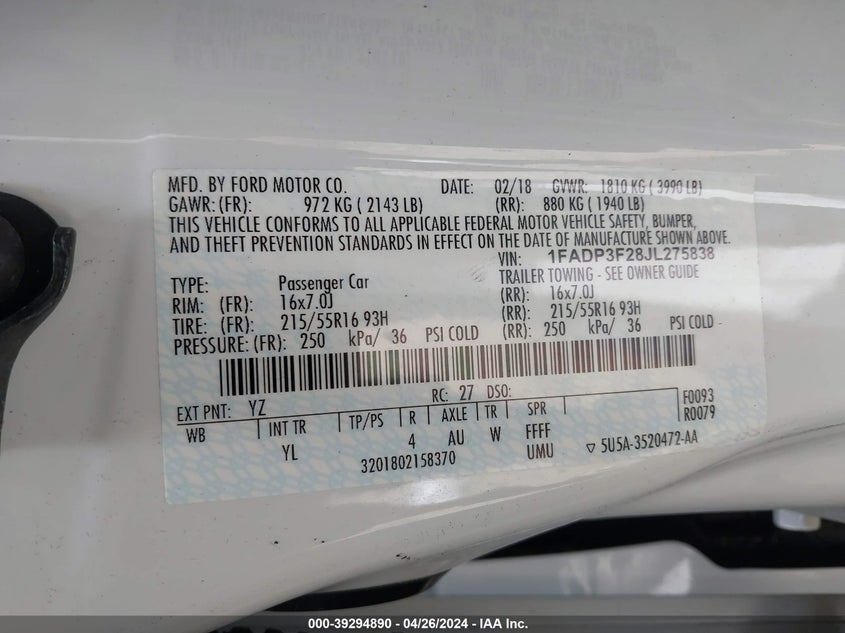 MFD. BY FORD MOTOR CO. DATE: 02/18 GVWR: 1810 KG ( 3990 LB)
GAWR: (FR): 972 KG ( 2143 LB) (RR): 880 KG ( 1940 LB)
THIS VEHICLE CONFORMS TO ALL APPLICABLE FEDERAL MOTOR VEHICLE SAFETY, BUMPER,
AND THEFT PREVENTION STANDARDS IN EFFECT ON THE DATE OF MANUFACTURE SHOWN ABOVE.
VIN: 1FADP3F28JL275838
TYPE: Passenger Car TRAILER TOWING - SEE OWNER GUIDE
RIM: (FR): 16x7.0J (RR): 16x7.0J
TIRE: (FR): 215/55R16 93H (RR): 215/55R16 93H
PRESSURE: (FR): 250 kPa/ 36 PSI COLD (RR): 250 kPa/ 36 PSI COLD
EXT PNT: YZ RC: 27 DSO: F0093
WB INT TR TP/PS R AXLE TR SPR R0079
YL 4 AU W FFFF
3201802158370 UMU ▽ 5U5A-3520472-AA
000-39294890 - 04/26/2024 - IAA Inc.